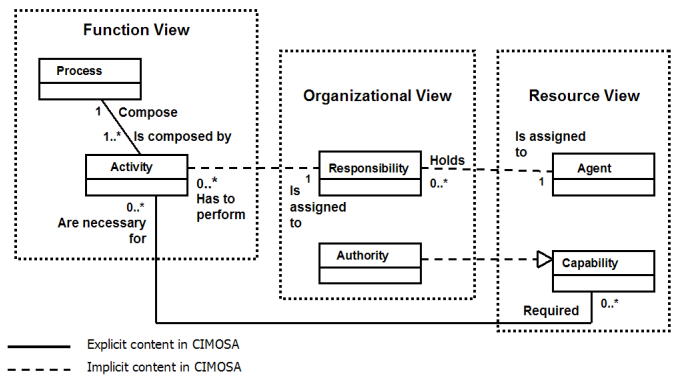 Function View
Process
1 Compose
1..* Is composed by
Activity
0..*
Has to
perform
0..*
Are necessary
for
Organizational View
Responsibility
1
Is
assigned
to
Holds
0..*
Authority
Resource View
Is assigned
to
1
Agent
Capability
Required
0..*
Explicit content in CIMOSA
Implicit content in CIMOSA